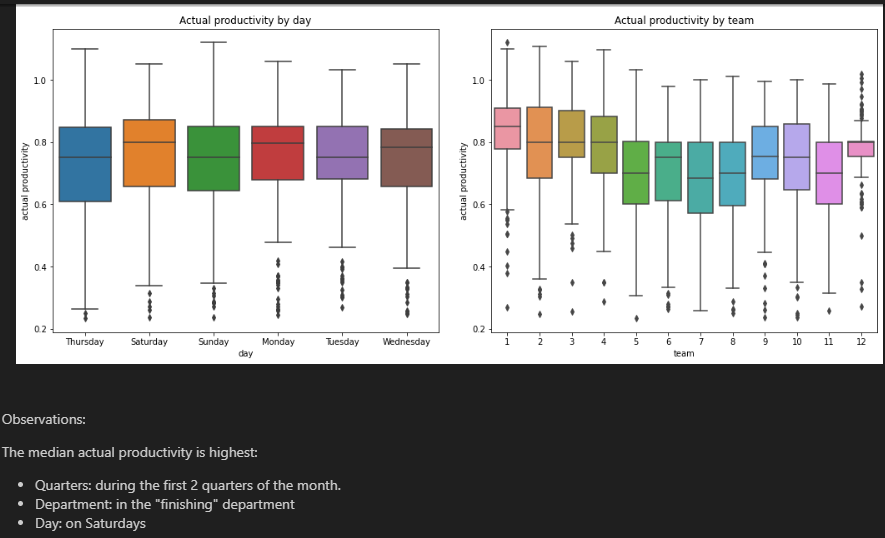 Actual productivity by day
1.0
0.8
0.6
0.4
0.2
actual productivity
Thursday Saturday Sunday Monday Tuesday Wednesday
day
Actual productivity by team
1.0
0.8
0.6
0.4
0.2
actual productivity
1 2 3 4 5 6 7 8 9 10 11 12
team
Observations:
The median actual productivity is highest:
• Quarters: during the first 2 quarters of the month.
• Department: in the "finishing" department
• Day: on Saturdays